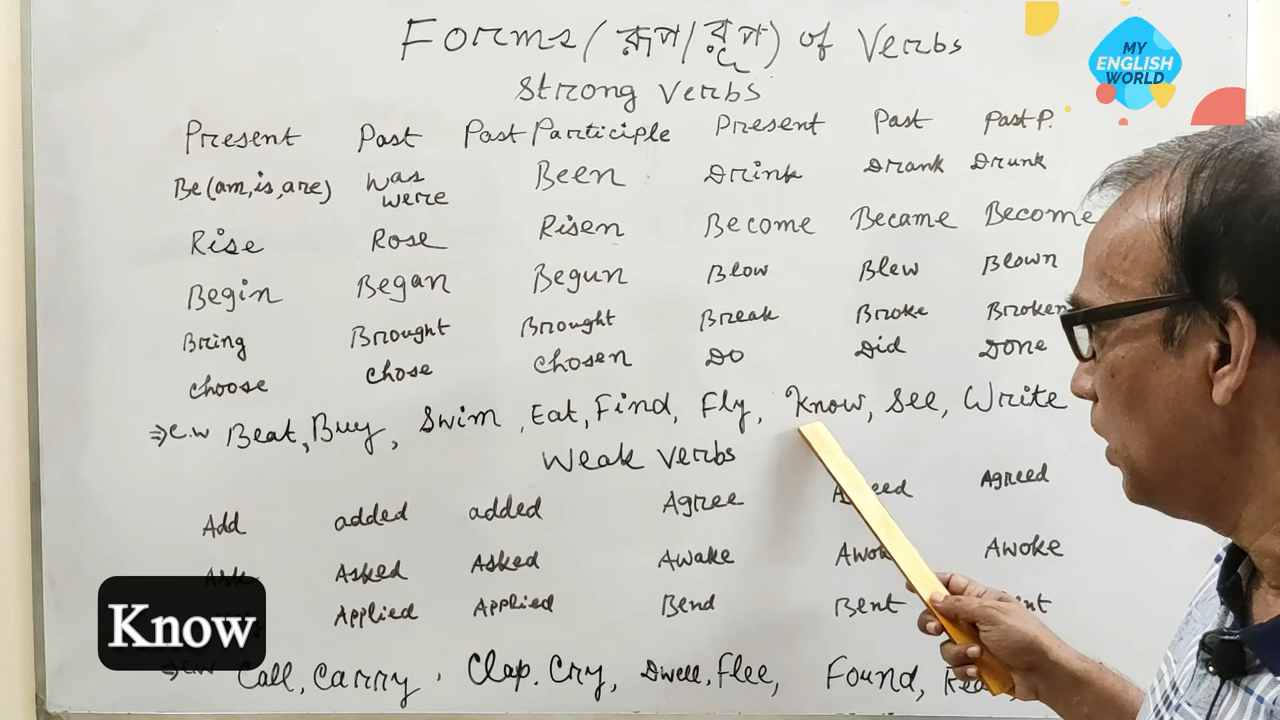 Forms (রূপ/রূপ) of Verbs
MY
ENGLISH
WORLD
Strong Verbs
Present Past Past Participle Present Past Past P.
Be (am, is, are) was were Been Drink Drank Drunk
Rise Rose Risen Become Became Become
Begin Began Begun Blow Blew Blown
Bring Brought Brought Break Broke Broken
choose chose chosen Do Did Done
⇒ C.W Beat, Buy, Swim, Eat, Find, Fly, Know, See, Write
Weak Verbs
Add added added Agree Agreed
Asked Asked Awake Awoke
Applied Applied Bend Bent
Know
Call, Carry, Clap. Cry, Dwell, Flee, Found,